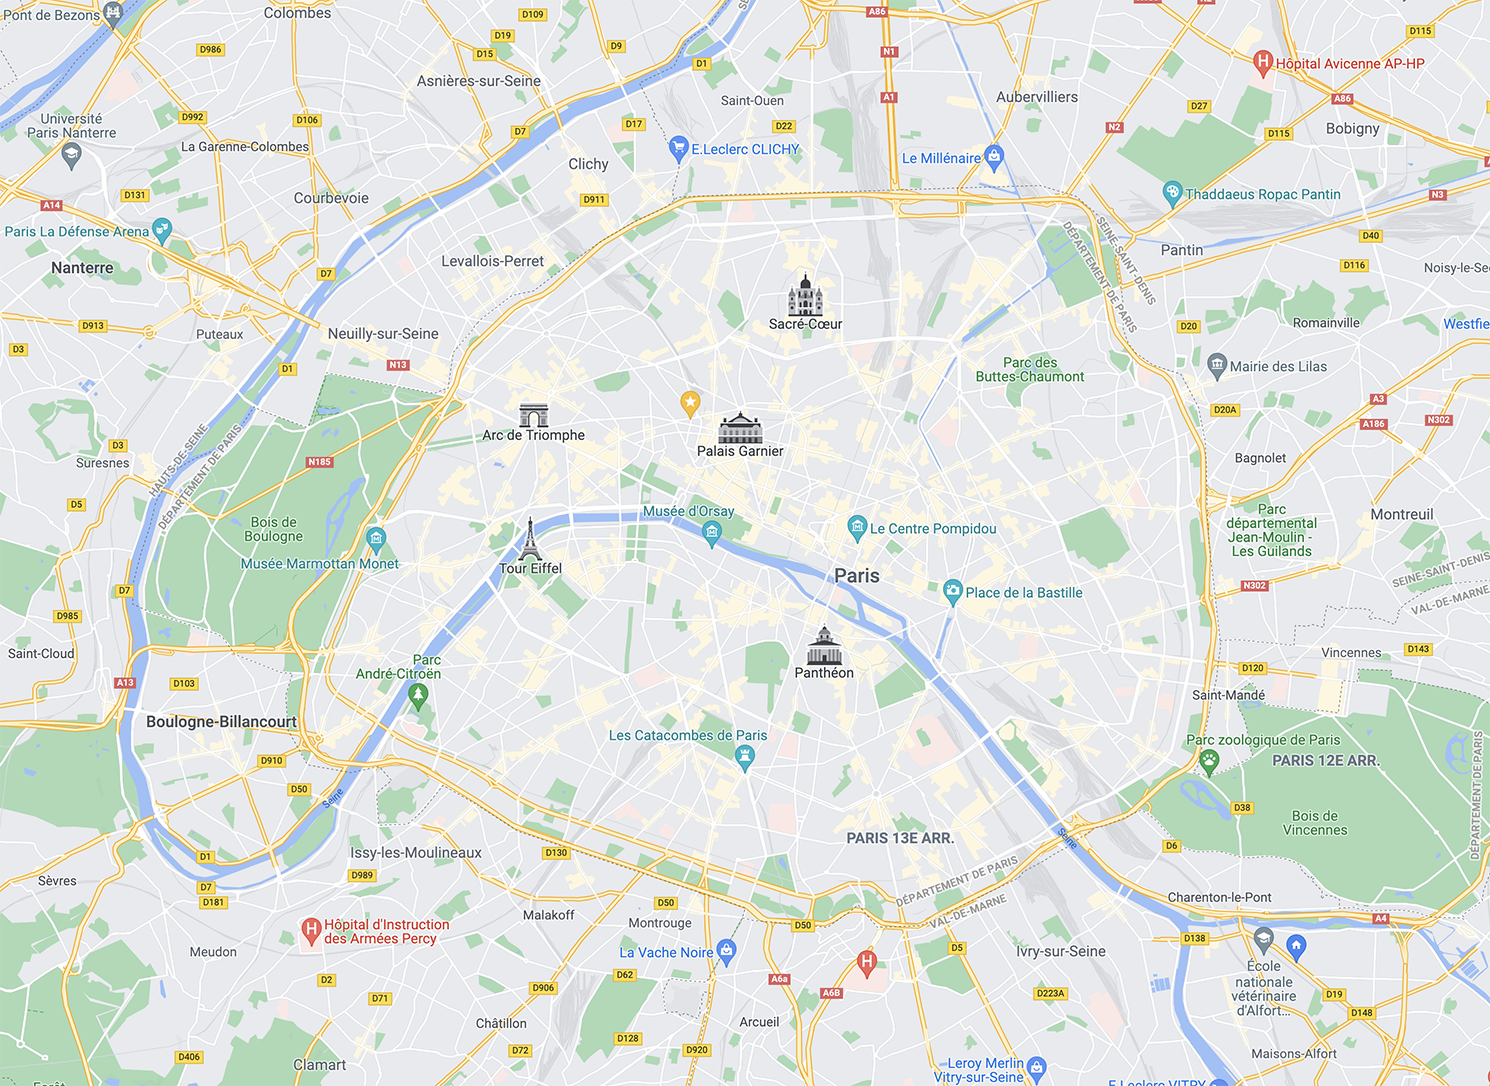 Pont de Bezons
Colombes
D109
A86
N1
D19
D15
D9
D1
D986
Asnières-sur-Seine
D115
Hôpital Avicenne AP-HP
A86
Saint-Ouen
A1
Aubervilliers
D27
Université
Paris Nanterre
D992
D106
D7
D17
D22
N2
D115
Bobigny
La Garenne-Colombes
E.Leclerc CLICHY
Clichy
Le Millénaire
D131
Courbevoie
D911
Thaddaeus Ropac Pantin
N3
A14
Paris La Défense Arena
D40
Pantin
SEINE-SAINT-DENIS
DÉPARTEMENT DE PARIS
Nanterre
D7
Levallois-Perret
D116
Noisy-le-Sec
D913
Puteaux
Neuilly-sur-Seine
Sacré-Cœur
D20
Romainville
Westfie
D3
D1
N13
Parc des
Buttes-Chaumont
Mairie des Lilas
A3
D20A
A186
N302
Arc de Triomphe
Palais Garnier
D3
Suresnes
HAUTS-DE-SEINE
DÉPARTEMENT DE PARIS
N185
Bagnolet
D5
Bois de
Boulogne
Musée d'Orsay
Le Centre Pompidou
Parc
départemental
Jean-Moulin -
Les Guilands
Montreuil
Musée Marmottan Monet
Tour Eiffel
Paris
D7
Place de la Bastille
N302
SEINE-SAINT-DENIS
VAL-DE-MARNE
D985
Saint-Cloud
Parc
André-Citroën
Panthéon
Vincennes
D143
D120
A13
D103
Saint-Mandé
Boulogne-Billancourt
Les Catacombes de Paris
Parc zoologique de Paris
PARIS 12E ARR.
DÉPARTEMENT DE PARIS
D910
D50
Seine
D38
Bois de
Vincennes
PARIS 13E ARR.
Seine
D6
D1
Issy-les-Moulineaux
D130
DÉPARTEMENT DE PARIS
VAL-DE-MARNE
Sèvres
D7
D989
D181
D50
Charenton-le-Pont
Malakoff
Montrouge
D50
A4
Hôpital d'Instruction
des Armées Percy
D138
Meudon
La Vache Noire
D5
Ivry-sur-Seine
École
nationale
vétérinaire
d'Alfort...
D2
D62
A6a
D906
A6B
D223A
D19
D71
D148
Châtillon
Arcueil
D128
D406
D72
D920
Maisons-Alfort
Clamart
Leroy Merlin
Vitry-sur-Seine
E.Leclerc VITRY
Forêt